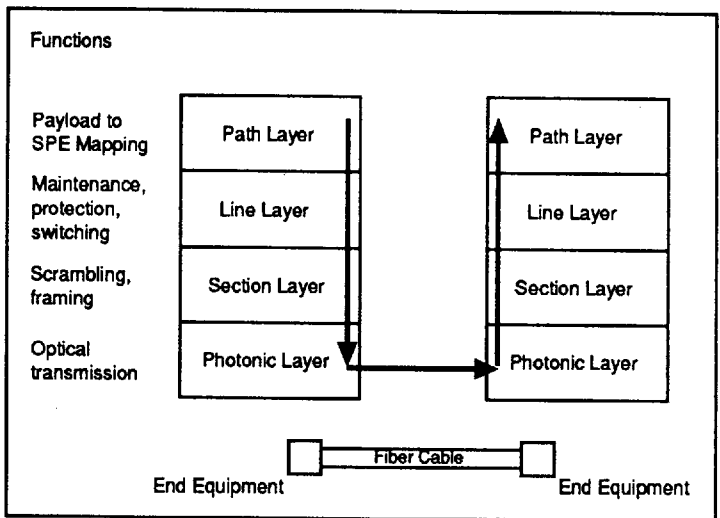 Functions
Payload to
SPE Mapping
Path Layer
Path Layer
Maintenance,
protection,
switching
Line Layer
Line Layer
Scrambling,
framing
Section Layer
Section Layer
Optical
transmission
Photonic Layer
Photonic Layer
Fiber Cable
End Equipment
End Equipment